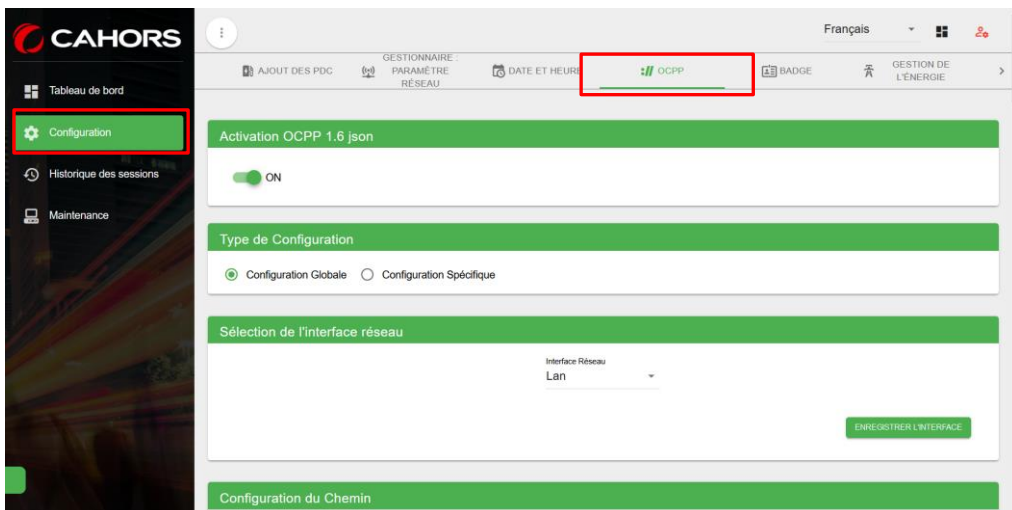 CAHORS
Français
AJOUT DES PDC
GESTIONNAIRE :
PARAMÈTRE
RÉSEAU
DATE ET HEURE
OCPP
BADGE
GESTION DE
L'ÉNERGIE
Tableau de bord
Configuration
Historique des sessions
Maintenance
Activation OCPP 1.6 json
ON
Type de Configuration
Configuration Globale
Configuration Spécifique
Sélection de l'interface réseau
Interface Réseau
Lan
ENREGISTRER L'INTERFACE
Configuration du Chemin